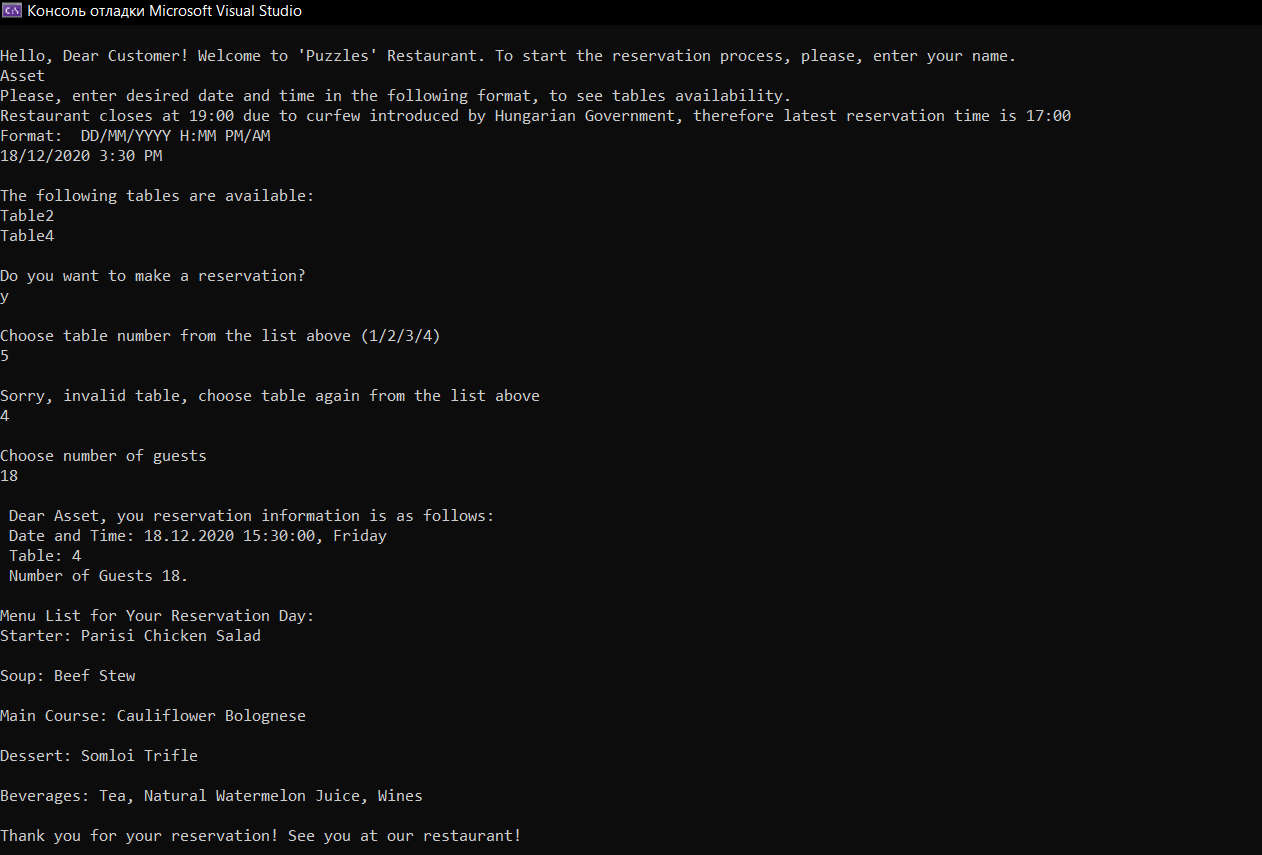 Консоль отладки Microsoft Visual Studio
Hello, Dear Customer! Welcome to 'Puzzles' Restaurant. To start the reservation process, please, enter your name.
Asset
Please, enter desired date and time in the following format, to see tables availability.
Restaurant closes at 19:00 due to curfew introduced by Hungarian Government, therefore latest reservation time is 17:00
Format:  DD/MM/YYYY H:MM PM/AM
18/12/2020 3:30 PM
The following tables are available:
Table2
Table4
Do you want to make a reservation?
y
Choose table number from the list above (1/2/3/4)
5
Sorry, invalid table, choose table again from the list above
4
Choose number of guests
18
Dear Asset, you reservation information is as follows:
Date and Time: 18.12.2020 15:30:00, Friday
Table: 4
Number of Guests 18.
Menu List for Your Reservation Day:
Starter: Parisi Chicken Salad
Soup: Beef Stew
Main Course: Cauliflower Bolognese
Dessert: Somloi Trifle
Beverages: Tea, Natural Watermelon Juice, Wines
Thank you for your reservation! See you at our restaurant!